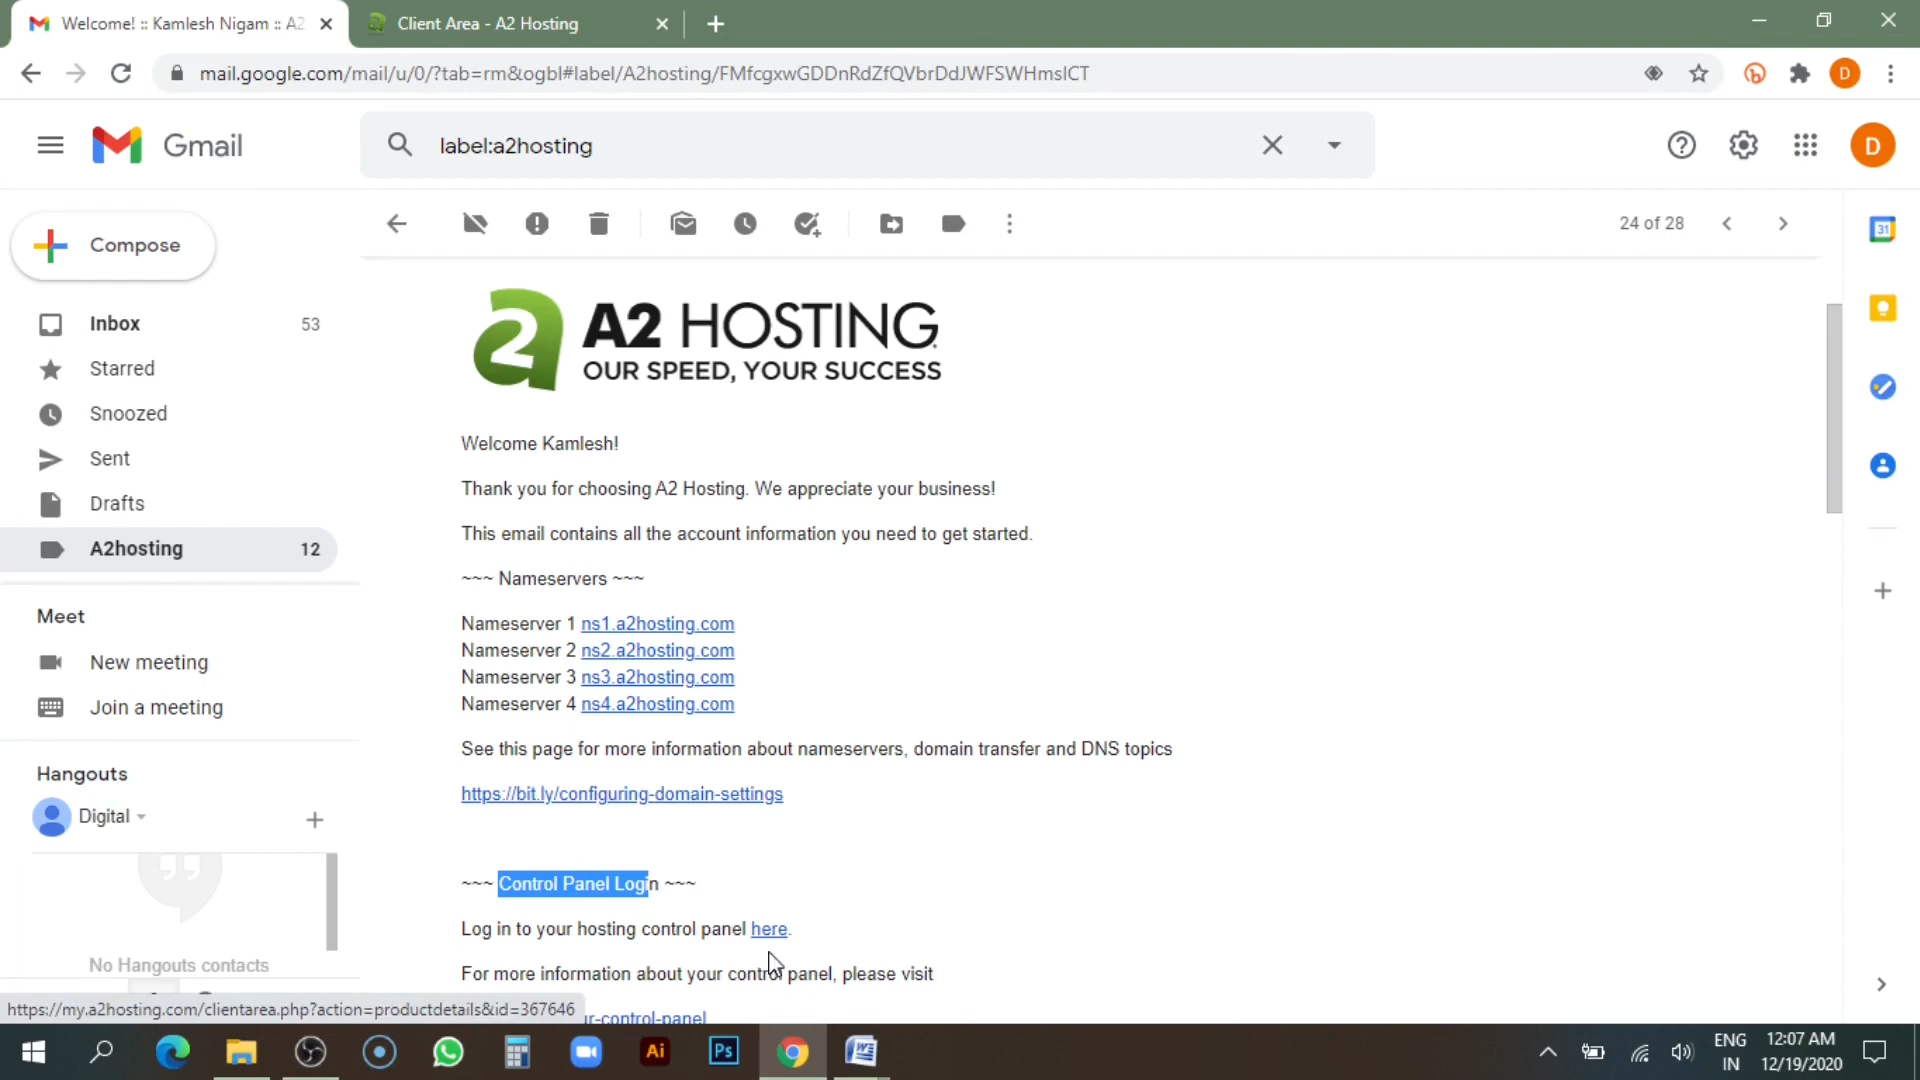 Welcome! :: Kamlesh Nigam :: A2
Client Area - A2 Hosting
mail.google.com/mail/u/0/?tab=rm&ogbl#label/A2hosting/FMfcgxwGDDnRdZfQVbrDdJWFSWHmslCT
D
Gmail
label:a2hosting
D
Compose
24 of 28
31
Inbox 53
Starred
Snoozed
Sent
Drafts
A2hosting 12
Meet
New meeting
Join a meeting
Hangouts
Digital
No Hangouts contacts
A2 HOSTING
OUR SPEED, YOUR SUCCESS
Welcome Kamlesh!
Thank you for choosing A2 Hosting. We appreciate your business!
This email contains all the account information you need to get started.
~~~ Nameservers ~~~
Nameserver 1 ns1.a2hosting.com
Nameserver 2 ns2.a2hosting.com
Nameserver 3 ns3.a2hosting.com
Nameserver 4 ns4.a2hosting.com
See this page for more information about nameservers, domain transfer and DNS topics
https://bit.ly/configuring-domain-settings
~~~ Control Panel Login ~~~
Log in to your hosting control panel here.
For more information about your control panel, please visit
ur-control-panel
https://my.a2hosting.com/clientarea.php?action=productdetails&id=367646
Ai
Ps
ENG
IN
12:07 AM
12/19/2020